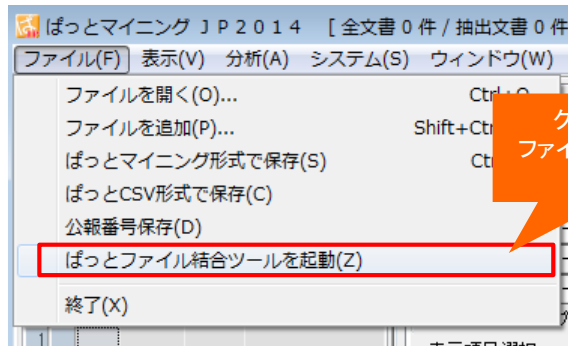 ぱっとマイニング JP2014 [全文書0件/抽出文書0件
ファイル(F) 表示(V) 分析(A) システム(S) ウィンドウ(W)
ファイルを開く(O)...
ファイルを追加(P)... Shift+
ぱっとマイニング形式で保存(S)
ぱっとCSV形式で保存(C)
公報番号保存(D)
ぱっとファイル結合ツールを起動(Z)
終了(X)
1